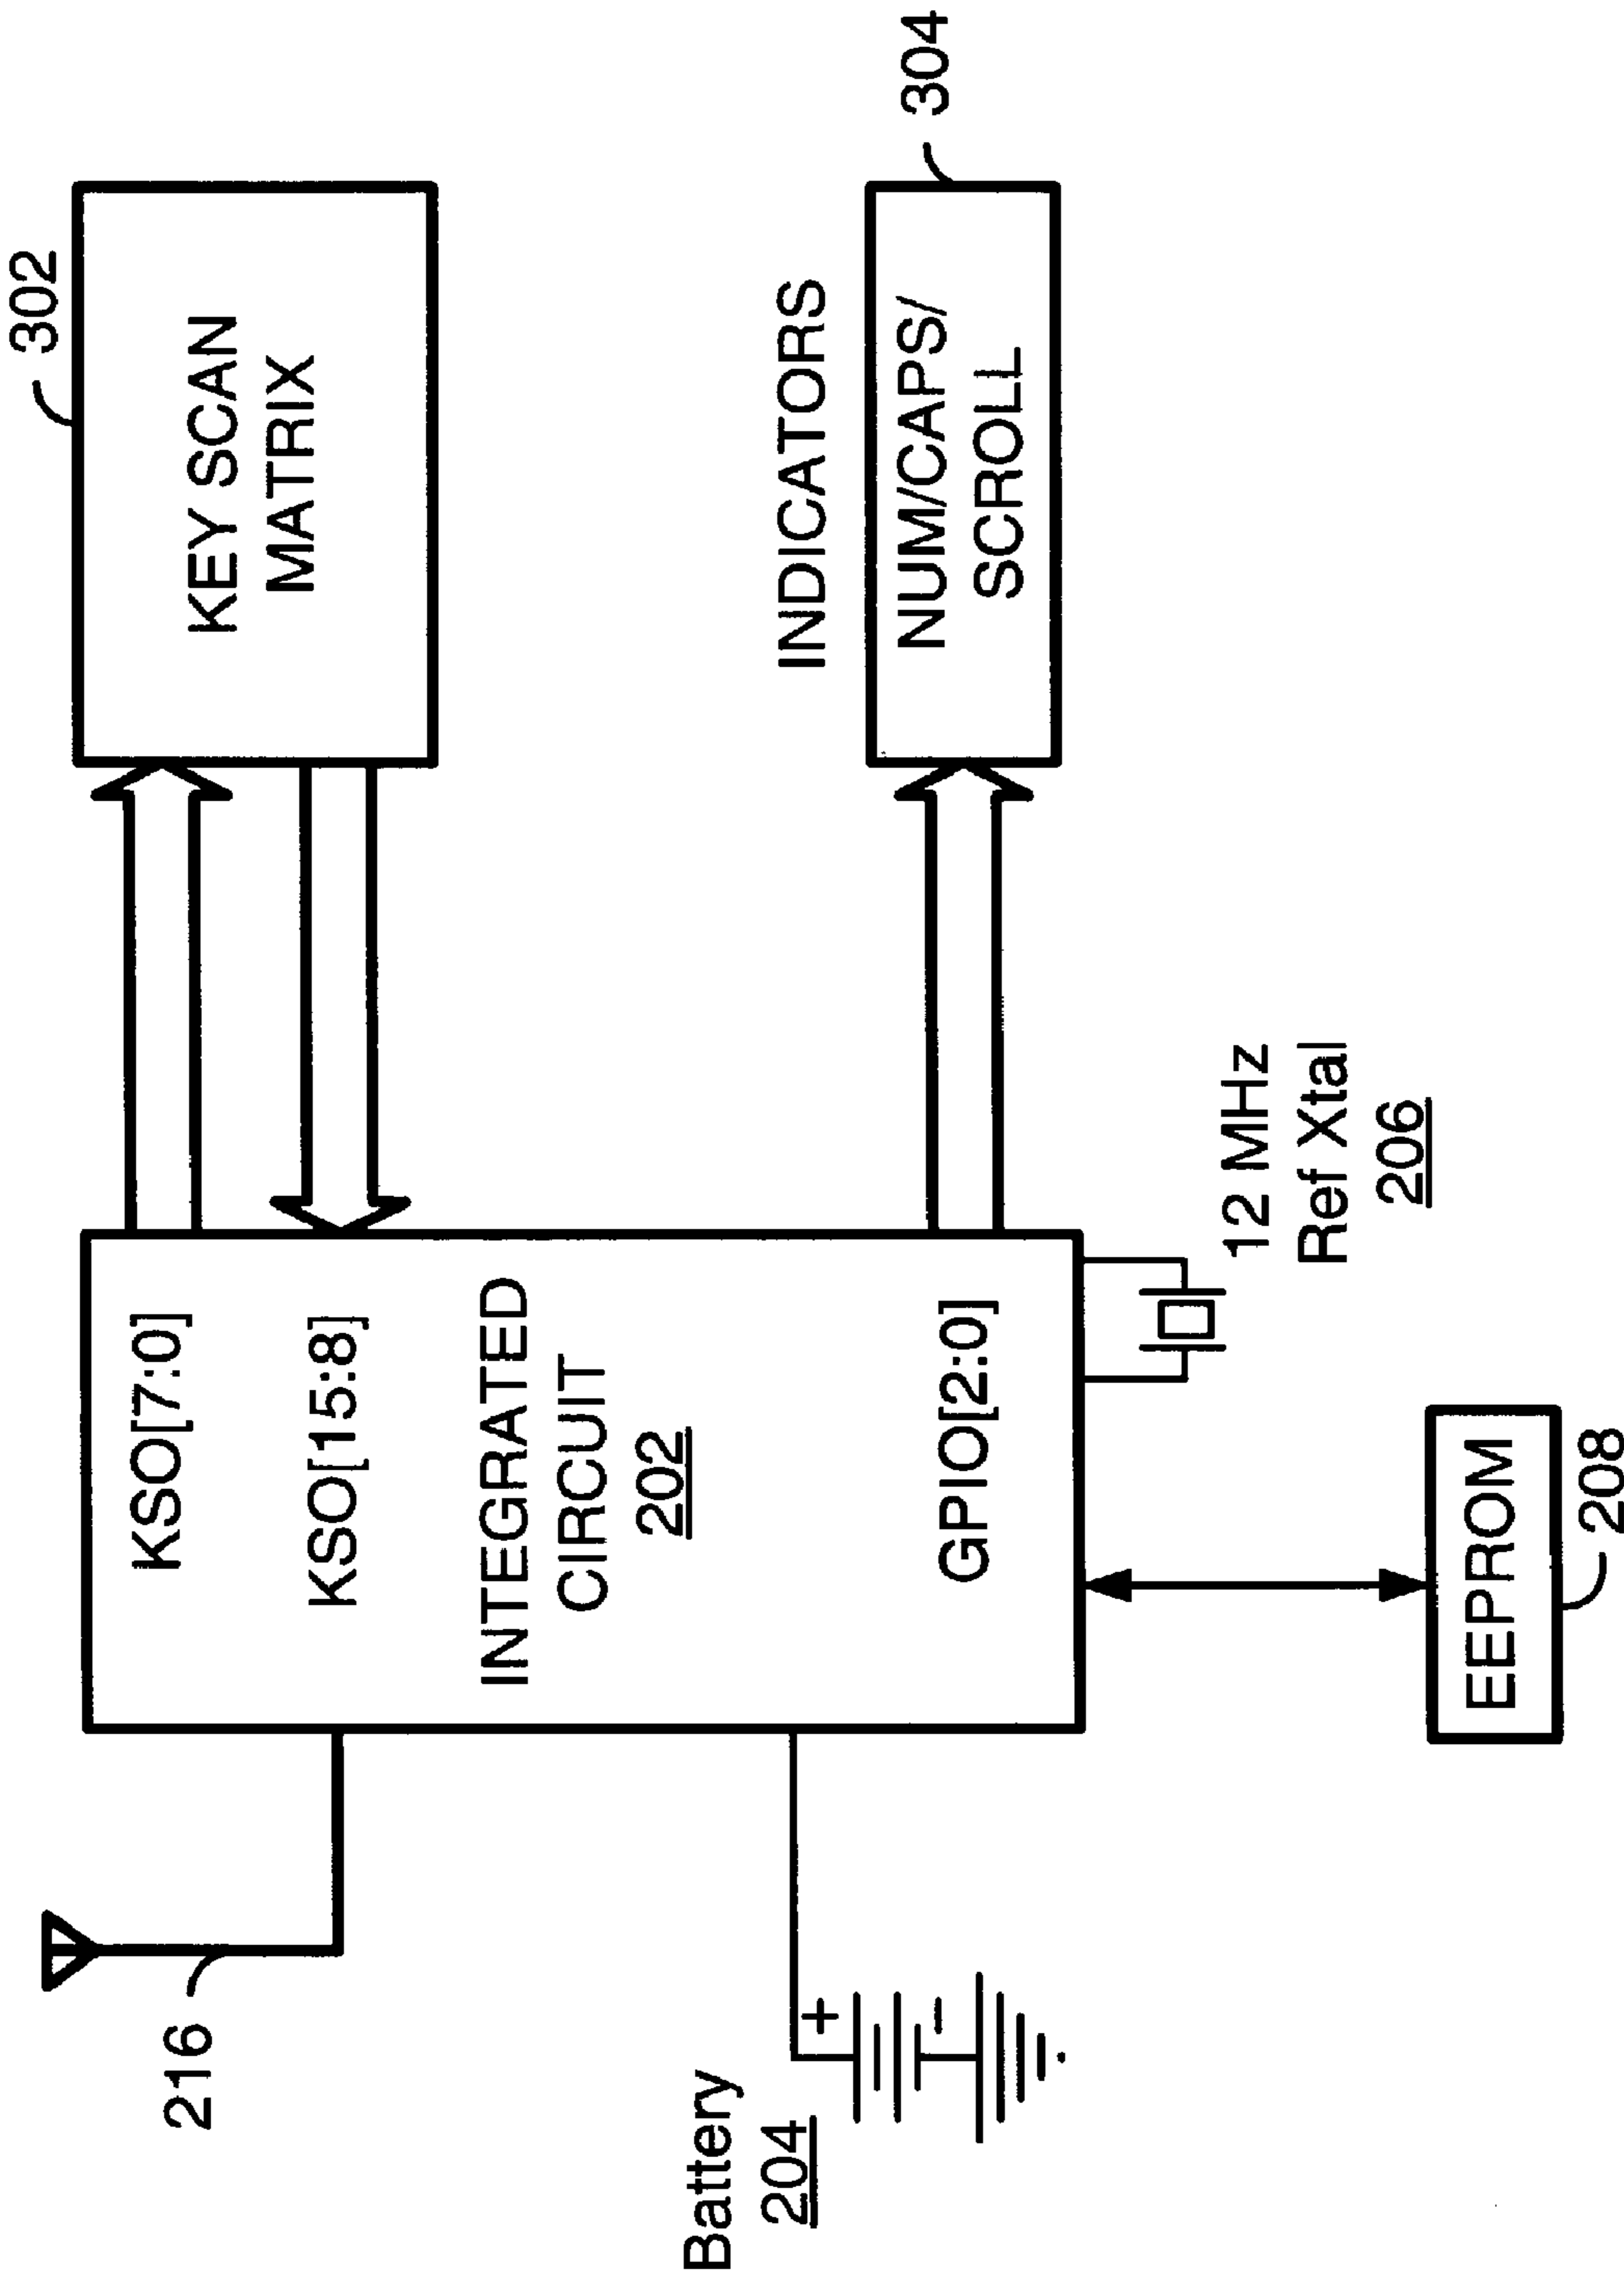 302
KEY SCAN
MATRIX
KSO[7:0]
KSO[15:8]
INTEGRATED
CIRCUIT
202
GPIO[2:0]
INDICATORS
NUM/CAPS/
SCROLL
304
216
Battery
204
+
-
12 MHz
Ref Xtal
206
EEPROM
208